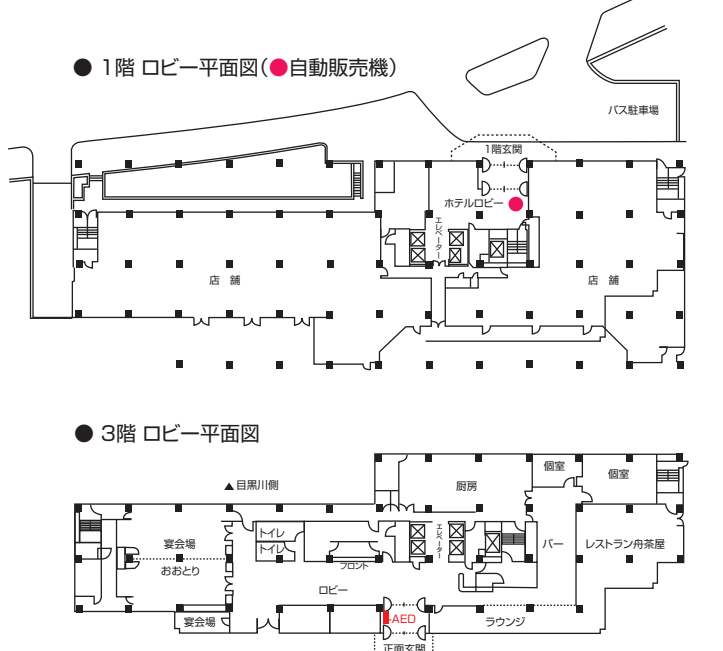 ● 1階 ロビー平面図(●自動販売機)
バス駐車場
1階玄関
ホテルロビー
エレベーター
店 舗
店 舗
● 3階 ロビー平面図
▲目黒川側
厨房
個室
個室
宴会場
おおとり
トイレ
トイレ
フロント
エレベーター
バー
レストラン舟茶屋
ロビー
宴会場
AED
ラウンジ
正面玄関